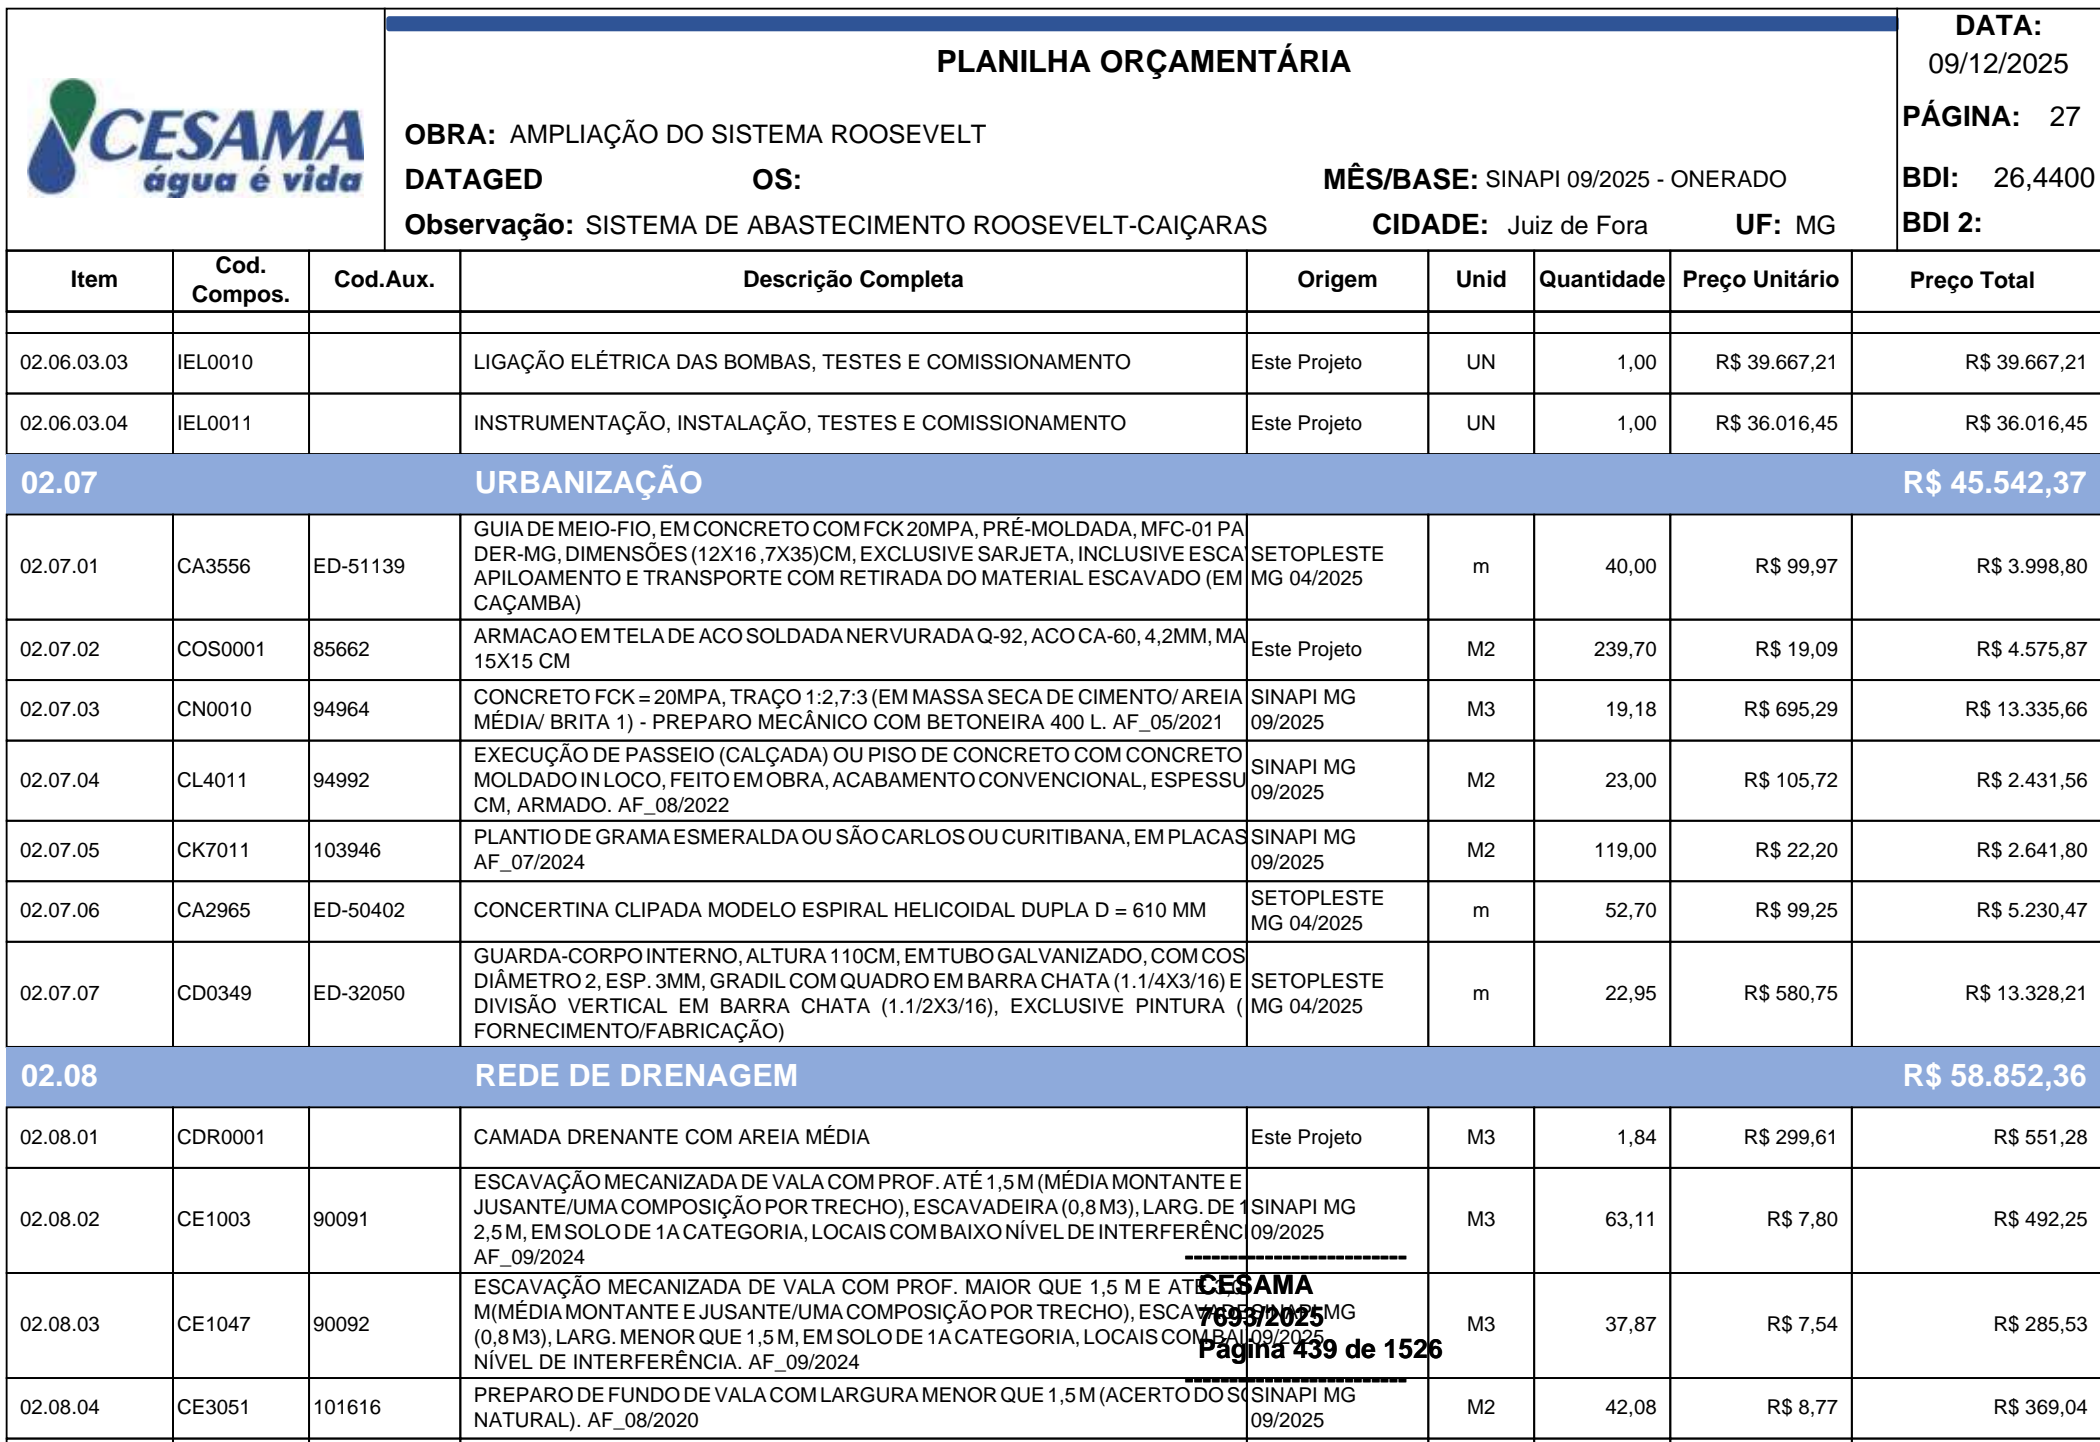 CESAMA
água é vida
PLANILHA ORÇAMENTÁRIA
OBRA: AMPLIAÇÃO DO SISTEMA ROOSEVELT
DATAGED OS: MÊS/BASE: SINAPI 09/2025 - ONERADO
Observação: SISTEMA DE ABASTECIMENTO ROOSEVELT-CAIÇARAS CIDADE: Juiz de Fora UF: MG
DATA:
09/12/2025
PÁGINA: 27
BDI: 26,4400
BDI 2:
Item Cod. Compos. Cod.Aux. Descrição Completa Origem Unid Quantidade Preço Unitário Preço Total
02.06.03.03 IEL0010 LIGAÇÃO ELÉTRICA DAS BOMBAS, TESTES E COMISSIONAMENTO Este Projeto UN 1,00 R$ 39.667,21 R$ 39.667,21
02.06.03.04 IEL0011 INSTRUMENTAÇÃO, INSTALAÇÃO, TESTES E COMISSIONAMENTO Este Projeto UN 1,00 R$ 36.016,45 R$ 36.016,45
02.07 URBANIZAÇÃO R$ 45.542,37
GUIA DE MEIO-FIO, EM CONCRETO COM FCK 20MPA, PRÉ-MOLDADA, MFC-01 PA
DER-MG, DIMENSÕES (12X16 ,7X35)CM, EXCLUSIVE SARJETA, INCLUSIVE ESCA SETOPLESTE
02.07.01 CA3556 ED-51139 m 40,00 R$ 99,97 R$ 3.998,80
APILOAMENTO E TRANSPORTE COM RETIRADA DO MATERIAL ESCAVADO (EM MG 04/2025
CAÇAMBA)
ARMACAO EM TELA DE ACO SOLDADA NERVURADA Q-92, ACO CA-60, 4,2MM, MA
02.07.02 COS0001 85662 Este Projeto M2 239,70 R$ 19,09 R$ 4.575,87
15X15 CM
CONCRETO FCK = 20MPA, TRAÇO 1:2,7:3 (EM MASSA SECA DE CIMENTO/ AREIA SINAPI MG
02.07.03 CN0010 94964 M3 19,18 R$ 695,29 R$ 13.335,66
MÉDIA/ BRITA 1) - PREPARO MECÂNICO COM BETONEIRA 400 L. AF_05/2021 09/2025
EXECUÇÃO DE PASSEIO (CALÇADA) OU PISO DE CONCRETO COM CONCRETO
02.07.04 CL4011 94992 MOLDADO IN LOCO, FEITO EM OBRA, ACABAMENTO CONVENCIONAL, ESPESSU SINAPI MG 09/2025 M2 23,00 R$ 105,72 R$ 2.431,56
CM, ARMADO. AF_08/2022
PLANTIO DE GRAMA ESMERALDA OU SÃO CARLOS OU CURITIBANA, EM PLACAS SINAPI MG
02.07.05 CK7011 103946 M2 119,00 R$ 22,20 R$ 2.641,80
AF_07/2024 09/2025
02.07.06 CA2965 ED-50402 CONCERTINA CLIPADA MODELO ESPIRAL HELICOIDAL DUPLA D = 610 MM SETOPLESTE MG 04/2025 m 52,70 R$ 99,25 R$ 5.230,47
GUARDA-CORPO INTERNO, ALTURA 110CM, EM TUBO GALVANIZADO, COM COS
DIÂMETRO 2, ESP. 3MM, GRADIL COM QUADRO EM BARRA CHATA (1.1/4X3/16) E SETOPLESTE
02.07.07 CD0349 ED-32050 m 22,95 R$ 580,75 R$ 13.328,21
DIVISÃO VERTICAL EM BARRA CHATA (1.1/2X3/16), EXCLUSIVE PINTURA ( MG 04/2025
FORNECIMENTO/FABRICAÇÃO)
02.08 REDE DE DRENAGEM R$ 58.852,36
02.08.01 CDR0001 CAMADA DRENANTE COM AREIA MÉDIA Este Projeto M3 1,84 R$ 299,61 R$ 551,28
ESCAVAÇÃO MECANIZADA DE VALA COM PROF. ATÉ 1,5 M (MÉDIA MONTANTE E
JUSANTE/UMA COMPOSIÇÃO POR TRECHO), ESCAVADEIRA (0,8 M3), LARG. DE 1 SINAPI MG
02.08.02 CE1003 90091 M3 63,11 R$ 7,80 R$ 492,25
2,5 M, EM SOLO DE 1A CATEGORIA, LOCAIS COM BAIXO NÍVEL DE INTERFERÊNC 09/2025
AF_09/2024
ESCAVAÇÃO MECANIZADA DE VALA COM PROF. MAIOR QUE 1,5 M E ATÉ
M(MÉDIA MONTANTE E JUSANTE/UMA COMPOSIÇÃO POR TRECHO), ESCAVADE SINAPI MG
02.08.03 CE1047 90092 M3 37,87 R$ 7,54 R$ 285,53
(0,8 M3), LARG. MENOR QUE 1,5 M, EM SOLO DE 1A CATEGORIA, LOCAIS COM BAI 09/2025
NÍVEL DE INTERFERÊNCIA. AF_09/2024
------------------------
CESAMA
7693/2025
Página 439 de 1526
------------------------
PREPARO DE FUNDO DE VALA COM LARGURA MENOR QUE 1,5 M (ACERTO DO SO SINAPI MG
02.08.04 CE3051 101616 M2 42,08 R$ 8,77 R$ 369,04
NATURAL). AF_08/2020 09/2025